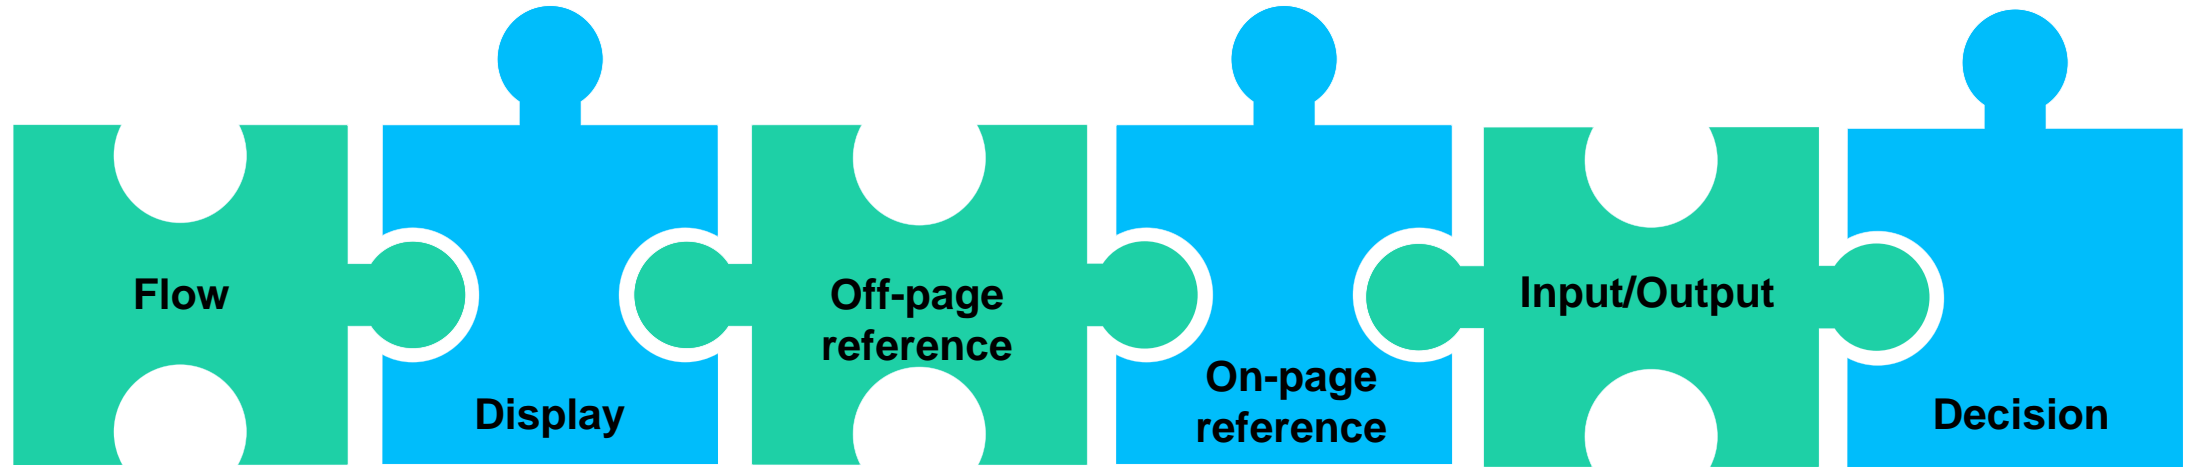 Flow
Display
Off-page
reference
On-page
reference
Input/Output
Decision